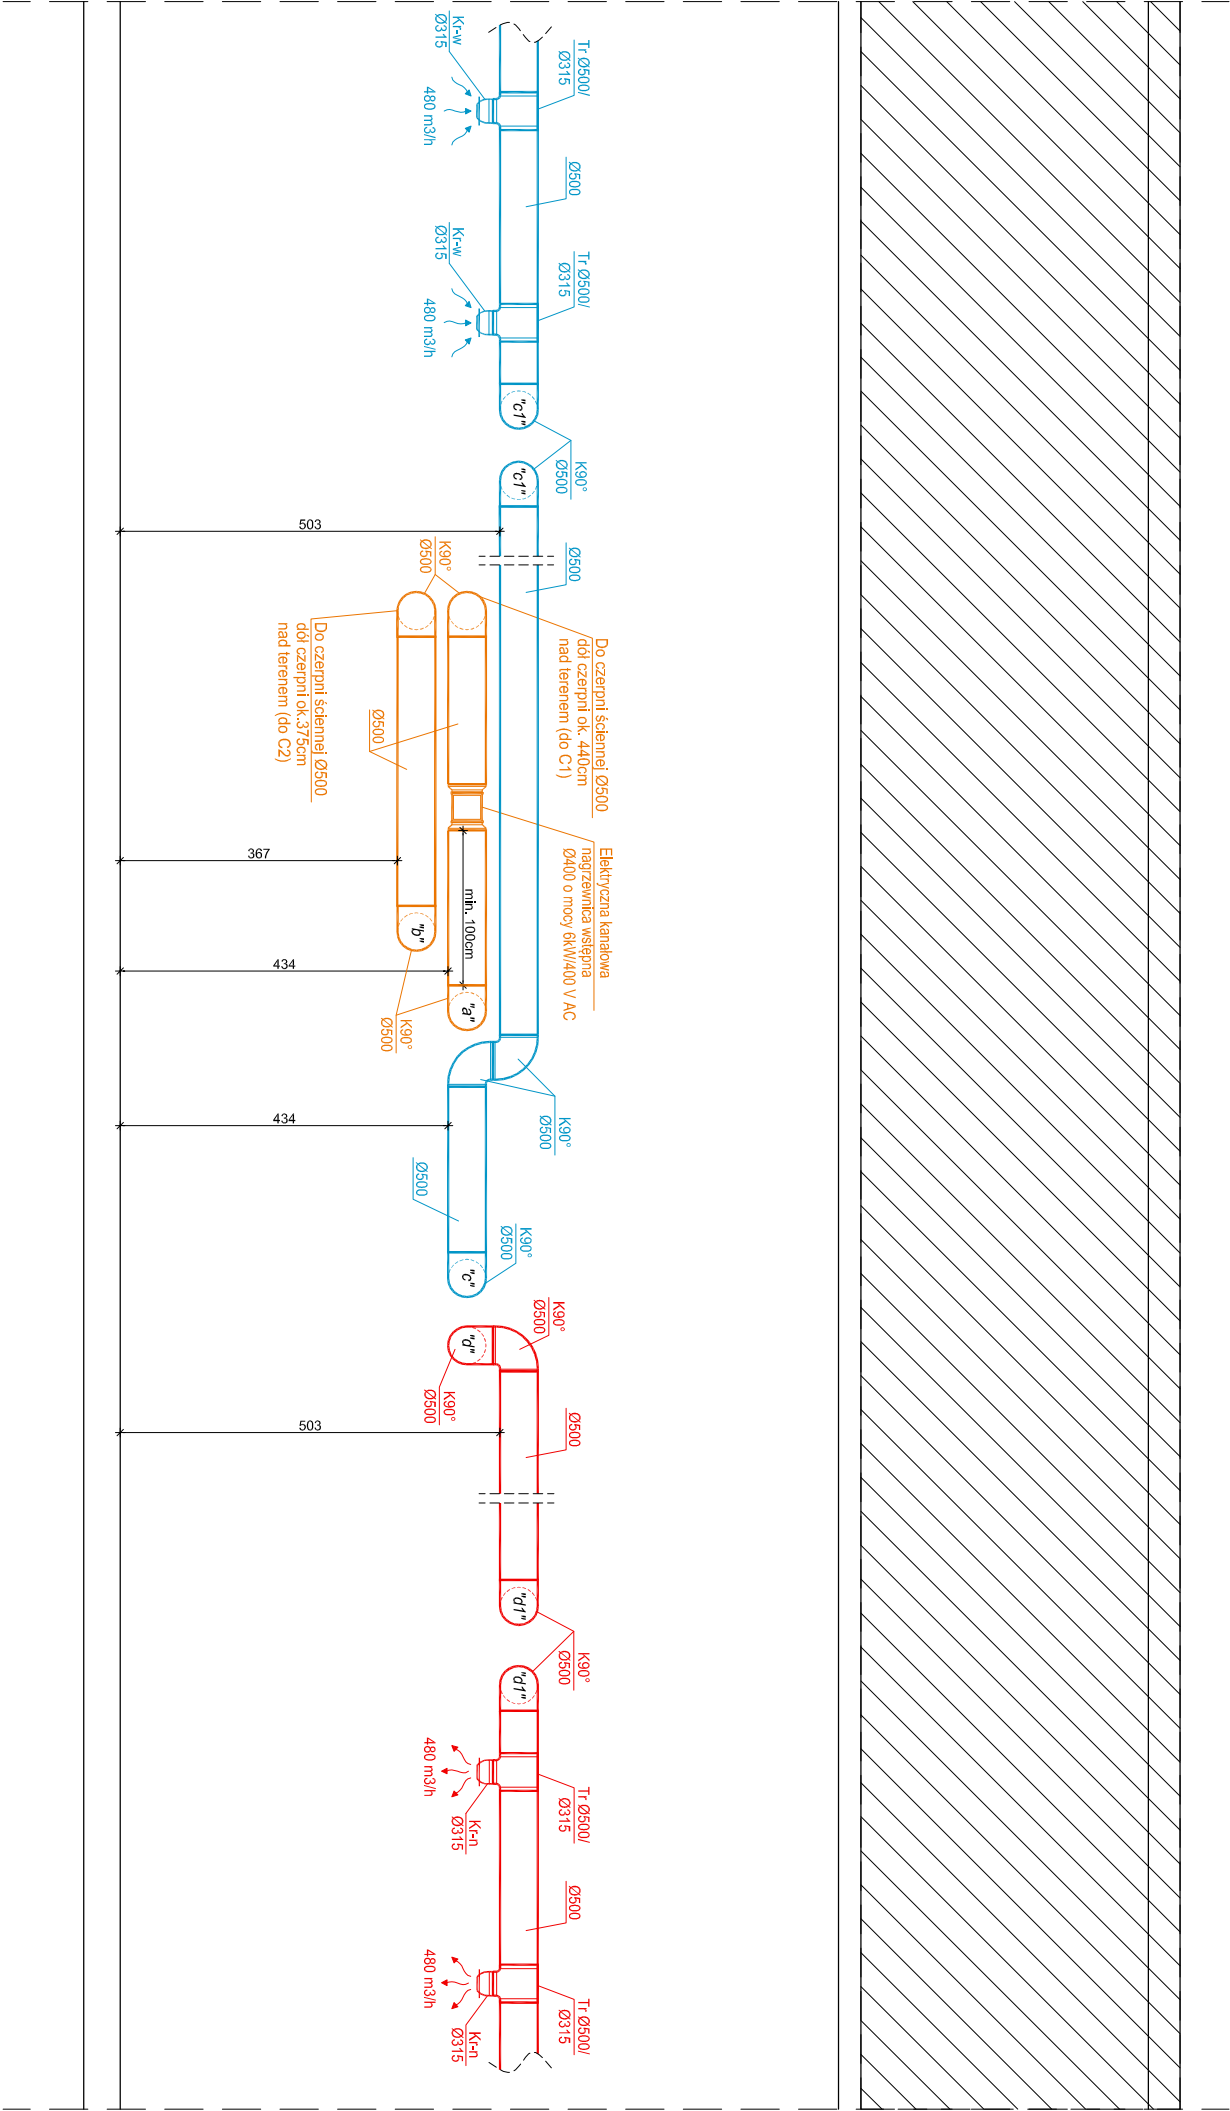 Kr-w
Ø315
480 m3/h
Tr Ø500/
Ø315
Ø500
Kr-w
Ø315
480 m3/h
Tr Ø500/
Ø315
"c1"
K90°
Ø500
"c1"
503
Ø500
K90°
Ø500
Do czerpni ściennej Ø500
dół czerpni ok. 440cm
nad terenem (do C1)
Do czerpni ściennej Ø500
dół czerpni ok.375cm
nad terenem (do C2)
Ø500
Elektryczna kanałowa
nagrzewnica wstępna
Ø400 o mocy 6kW/400 V AC
367
min. 100cm
"b"
434
"a"
K90°
Ø500
K90°
Ø500
434
Ø500
K90°
Ø500
"c"
K90°
Ø500
"d"
K90°
Ø500
503
Ø500
"d1"
K90°
Ø500
"d1"
480 m3/h
Kr-n
Ø315
Tr Ø500/
Ø315
Ø500
480 m3/h
Kr-n
Ø315
Tr Ø500/
Ø315